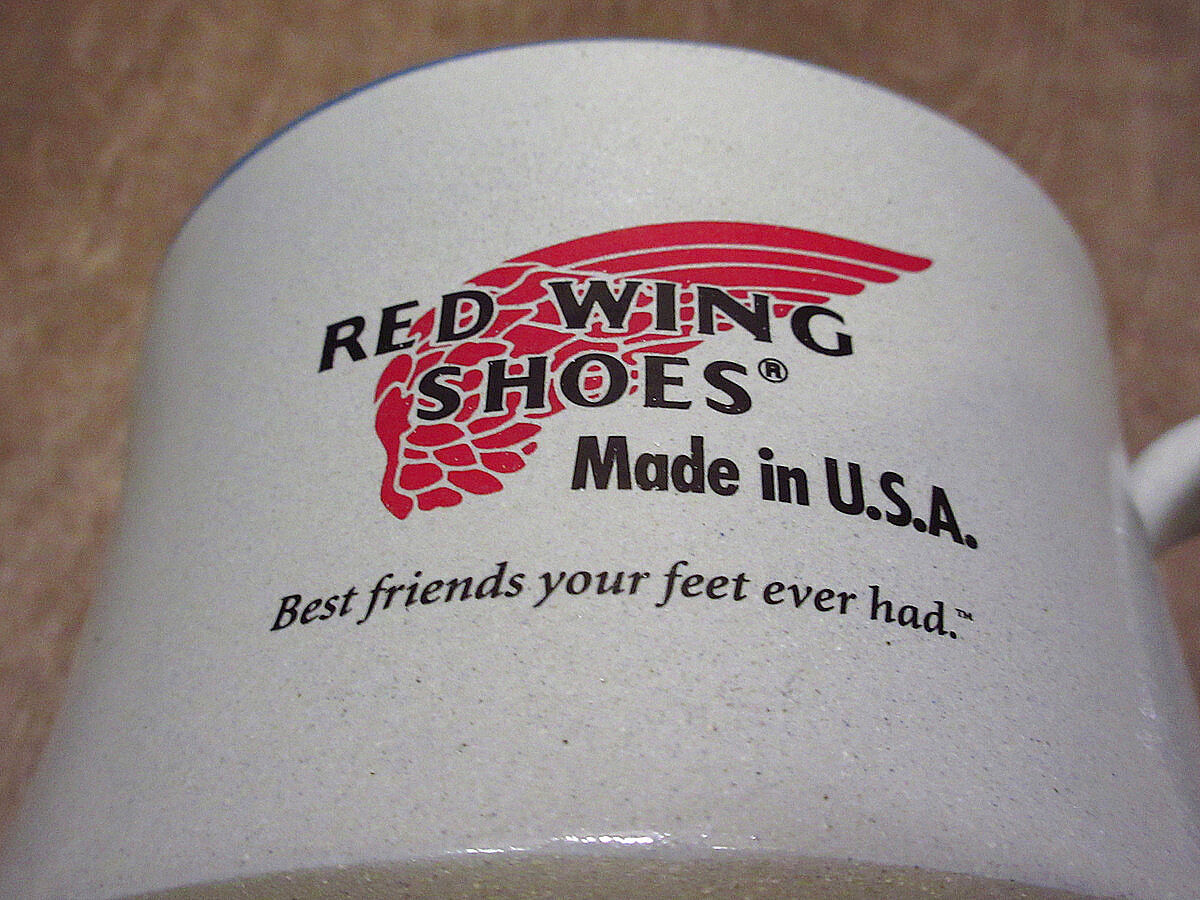 RED WING
SHOES®
Made in U.S.A.
Best friends your feet ever had.™